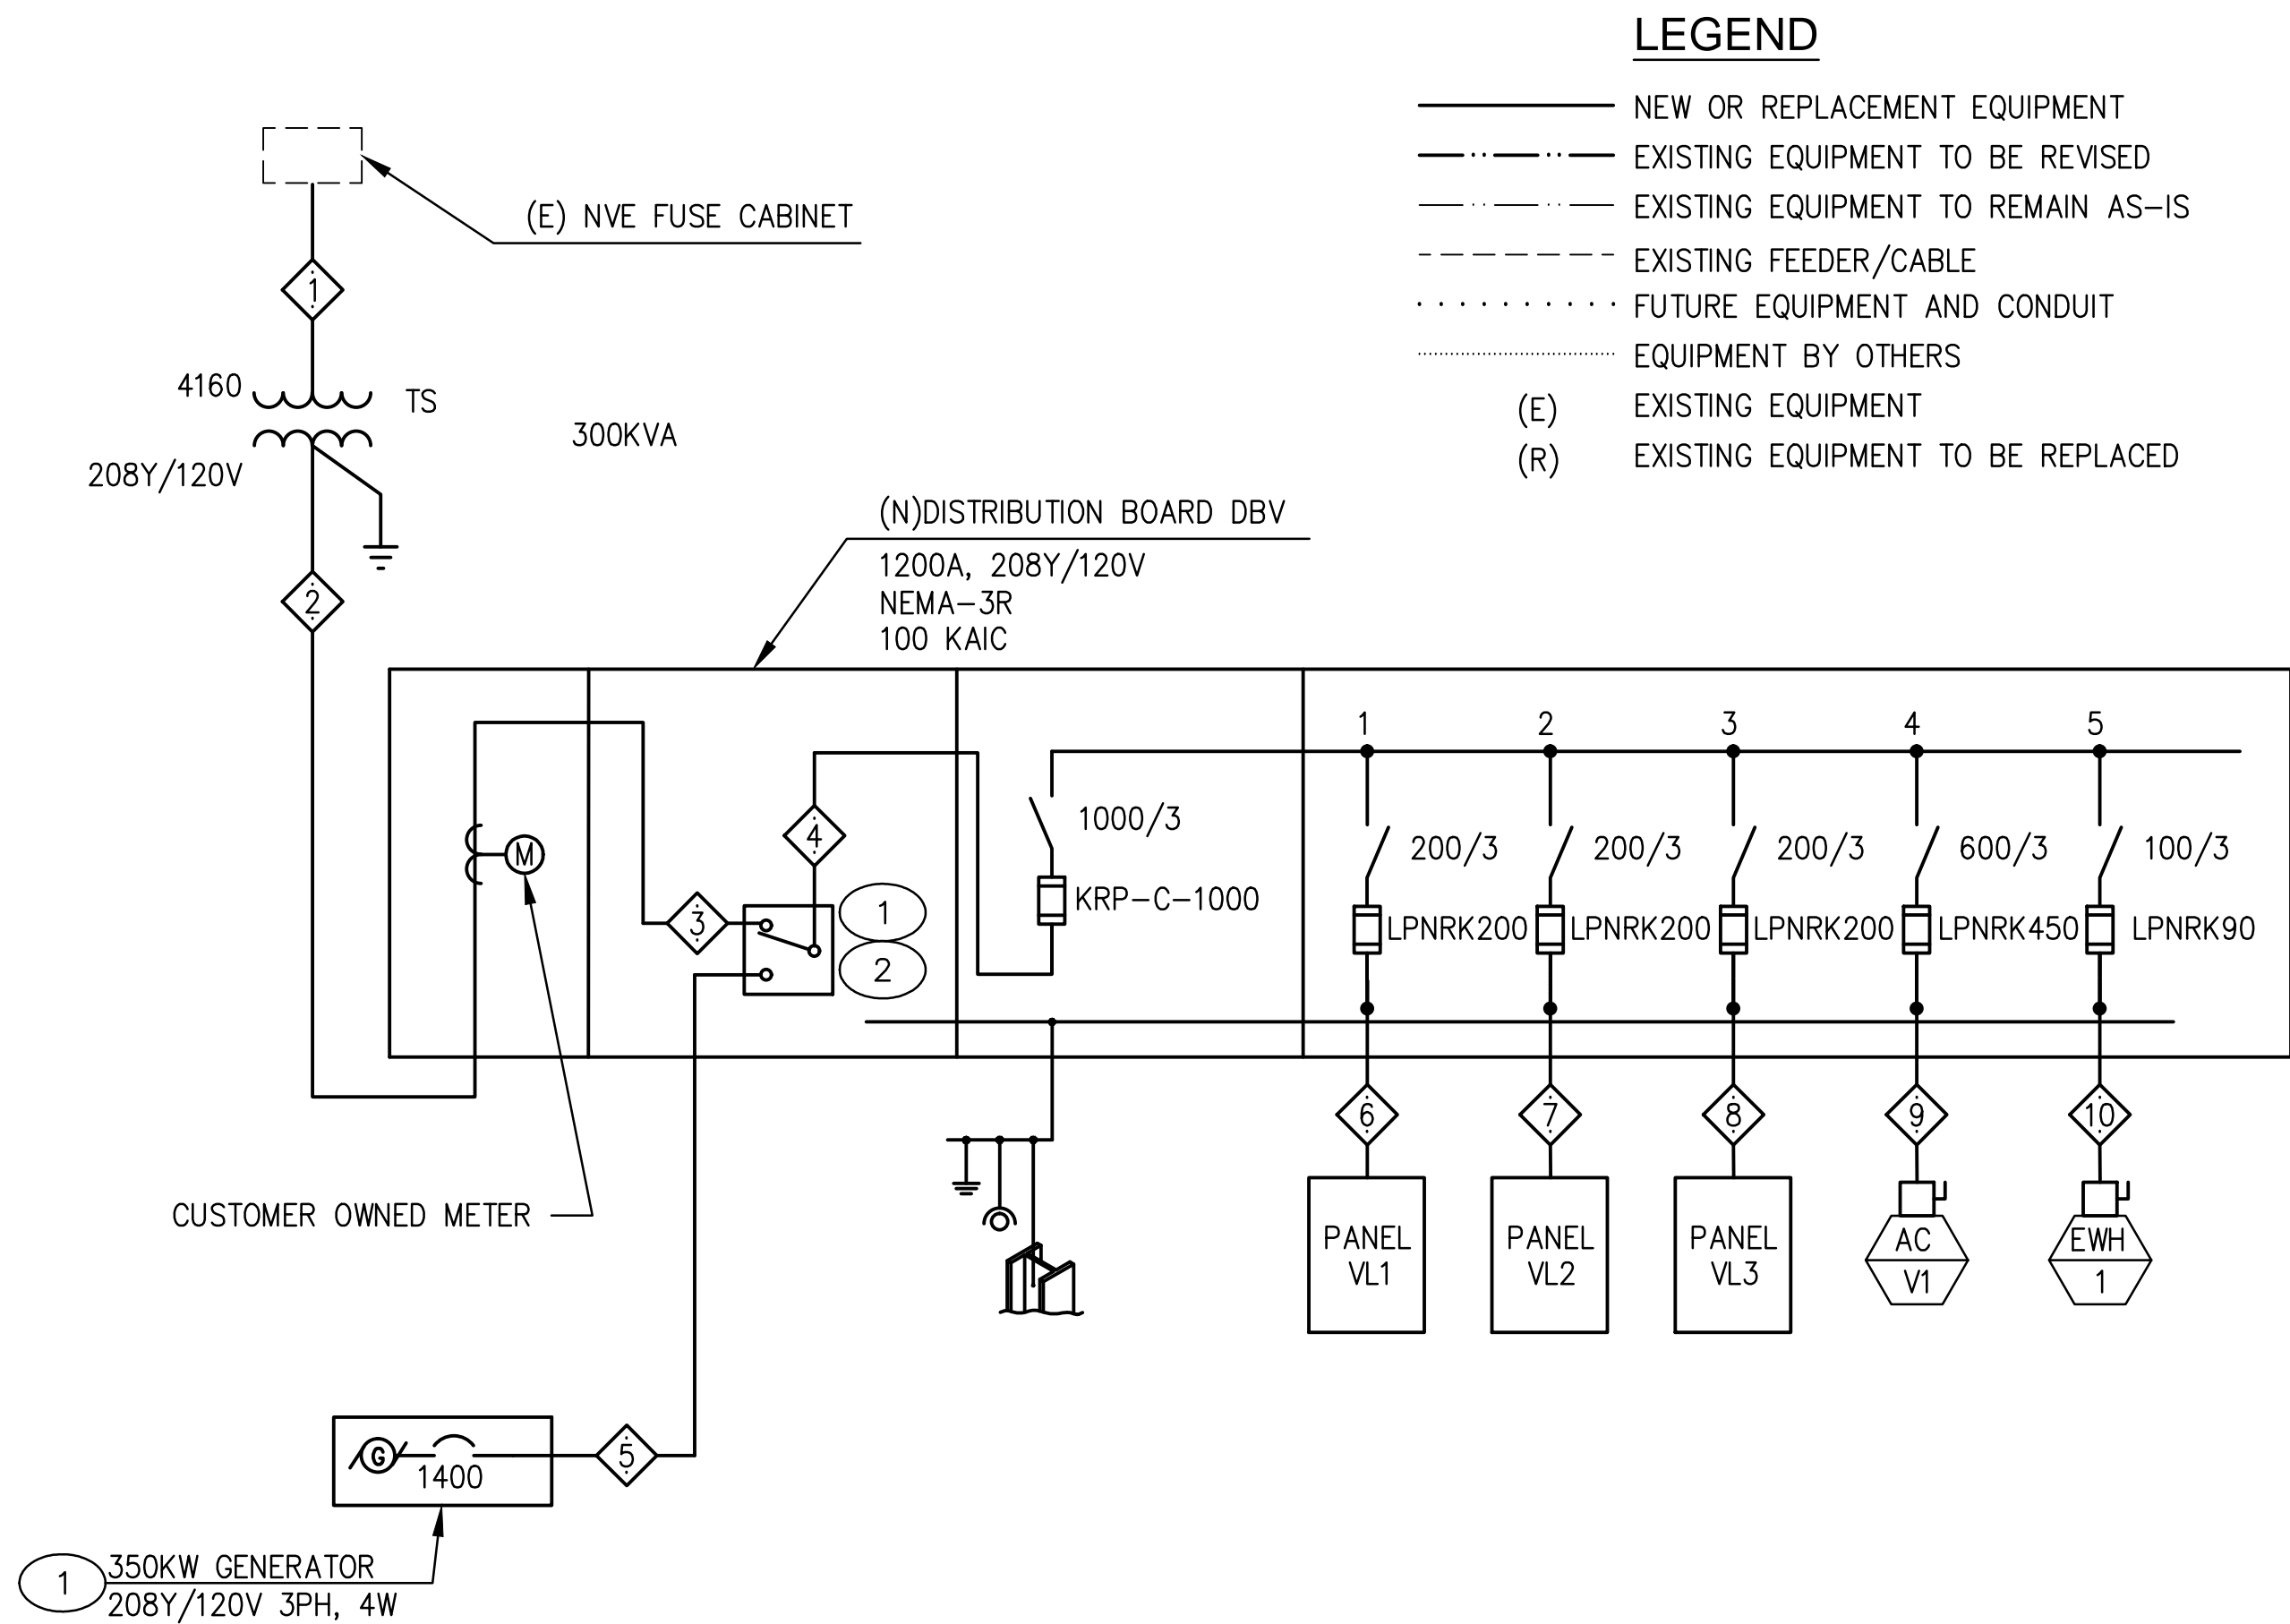 LEGEND
NEW OR REPLACEMENT EQUIPMENT
EXISTING EQUIPMENT TO BE REVISED
EXISTING EQUIPMENT TO REMAIN AS-IS
EXISTING FEEDER/CABLE
FUTURE EQUIPMENT AND CONDUIT
EQUIPMENT BY OTHERS
(E) EXISTING EQUIPMENT
(R) EXISTING EQUIPMENT TO BE REPLACED
(E) NVE FUSE CABINET
1
4160
TS
300KVA
208Y/120V
2
(N)DISTRIBUTION BOARD DBV
1200A, 208Y/120V
NEMA-3R
100 KAIC
1 2 3 4 5
M
4
3
1
2
1000/3
KRP-C-1000
200/3 200/3 200/3 600/3 100/3
LPNRK200 LPNRK200 LPNRK200 LPNRK450 LPNRK90
6 7 8 9 10
CUSTOMER OWNED METER
PANEL
VL1
PANEL
VL2
PANEL
VL3
AC
V1
EWH
1
G
1400
5
1
350KW GENERATOR
208Y/120V 3PH, 4W